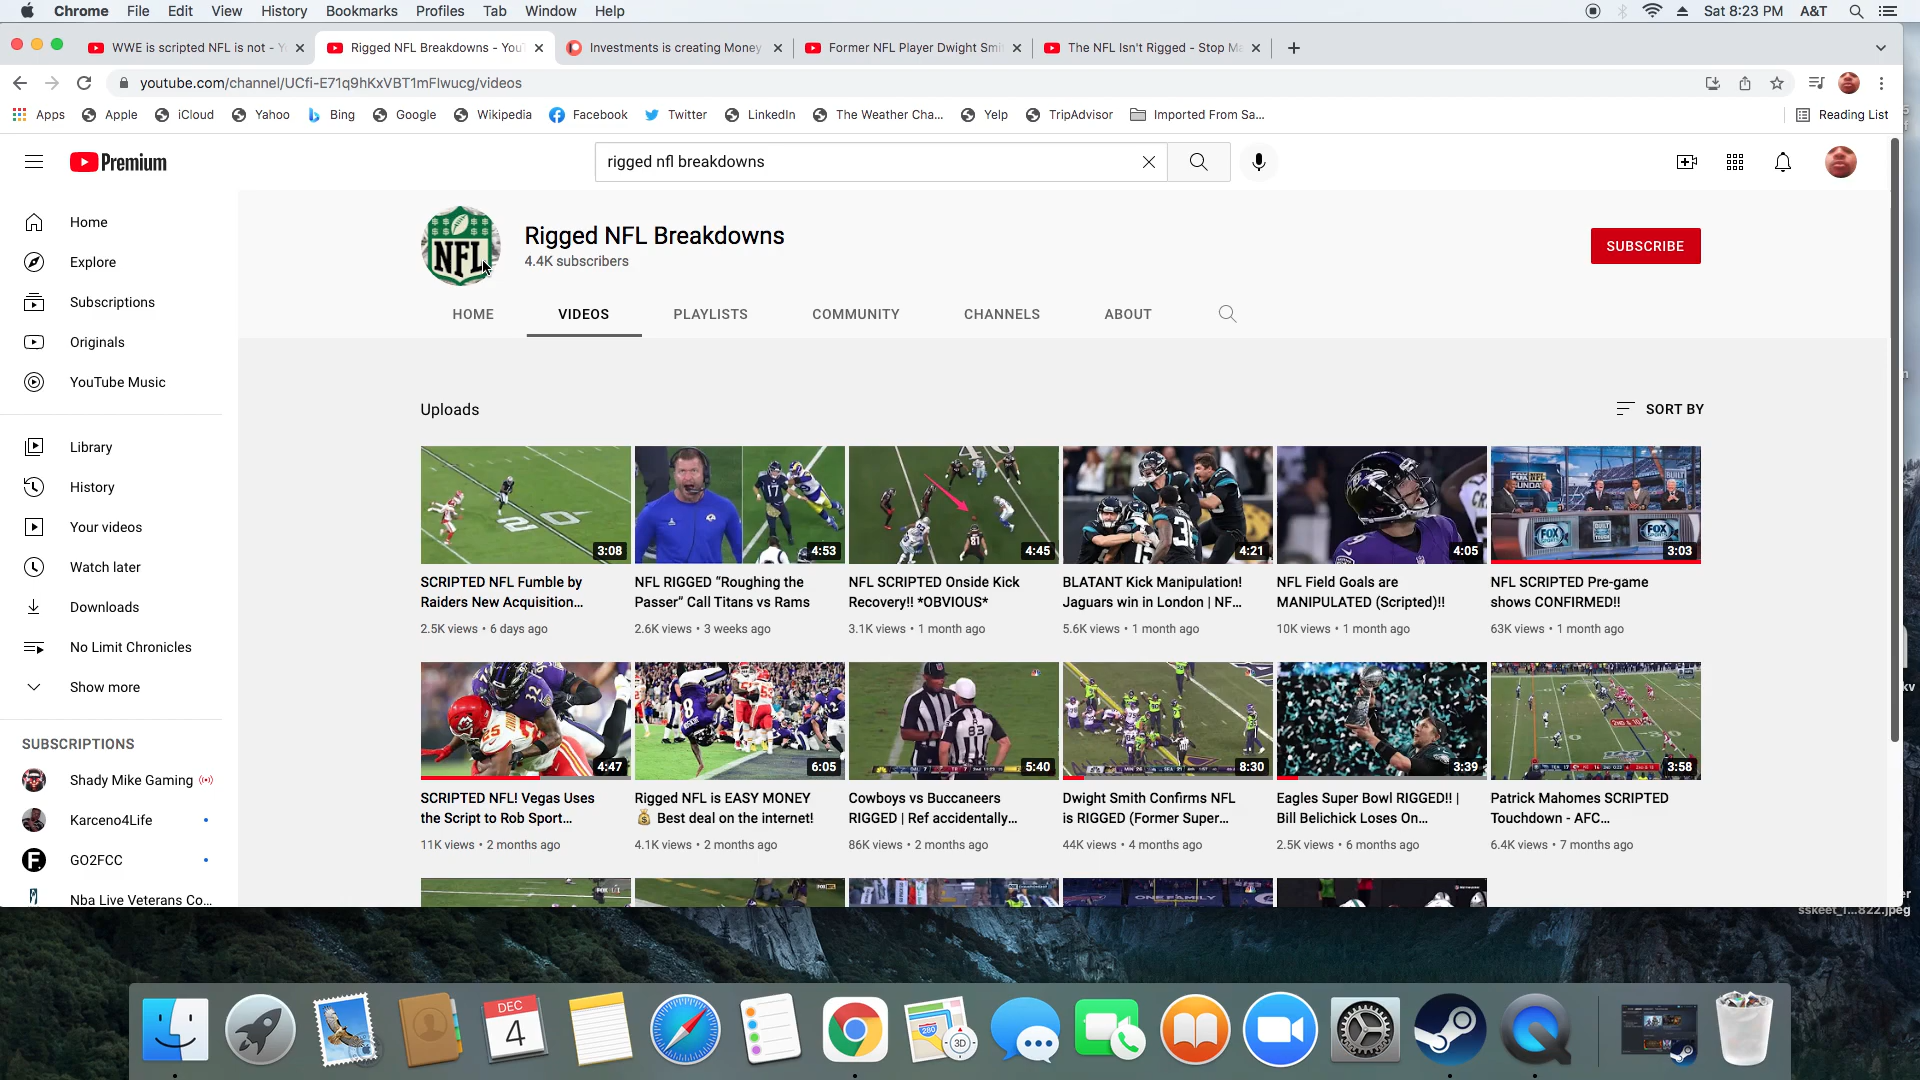 Chrome File Edit View History Bookmarks Profiles Tab Window Help Sat 8:23 PM A&T
WWE is scripted NFL is not - Y
Rigged NFL Breakdowns - YouT
Investments is creating Money
Former NFL Player Dwight Smi
The NFL Isn't Rigged - Stop Ma
youtube.com/channel/UCfi-E71q9hKxVBT1mFlwucg/videos
Apps Apple iCloud Yahoo Bing Google Wikipedia Facebook Twitter LinkedIn The Weather Cha... Yelp TripAdvisor Imported From Sa... Reading List
Premium
rigged nfl breakdowns
Home
Explore
Subscriptions
Originals
YouTube Music
Library
History
Your videos
Watch later
Downloads
No Limit Chronicles
Show more
SUBSCRIPTIONS
Shady Mike Gaming
Karceno4Life
GO2FCC
Nba Live Veterans Co...
NFL
Rigged NFL Breakdowns
4.4K subscribers
SUBSCRIBE
HOME VIDEOS PLAYLISTS COMMUNITY CHANNELS ABOUT
Uploads
SORT BY
3:08
SCRIPTED NFL Fumble by
Raiders New Acquisition...
2.5K views • 6 days ago
4:53
NFL RIGGED “Roughing the
Passer” Call Titans vs Rams
2.6K views • 3 weeks ago
4:45
NFL SCRIPTED Onside Kick
Recovery!! *OBVIOUS*
3.1K views • 1 month ago
4:21
BLATANT Kick Manipulation!
Jaguars win in London | NF...
5.6K views • 1 month ago
4:05
NFL Field Goals are
MANIPULATED (Scripted)!!
10K views • 1 month ago
3:03
NFL SCRIPTED Pre-game
shows CONFIRMED!!
63K views • 1 month ago
4:47
SCRIPTED NFL! Vegas Uses
the Script to Rob Sport...
11K views • 2 months ago
6:05
Rigged NFL is EASY MONEY
💰 Best deal on the internet!
4.1K views • 2 months ago
5:40
Cowboys vs Buccaneers
RIGGED | Ref accidentally...
86K views • 2 months ago
8:30
Dwight Smith Confirms NFL
is RIGGED (Former Super...
44K views • 4 months ago
3:39
Eagles Super Bowl RIGGED!! |
Bill Belichick Loses On...
2.5K views • 6 months ago
3:58
Patrick Mahomes SCRIPTED
Touchdown - AFC...
6.4K views • 7 months ago
DEC
4
280
3D